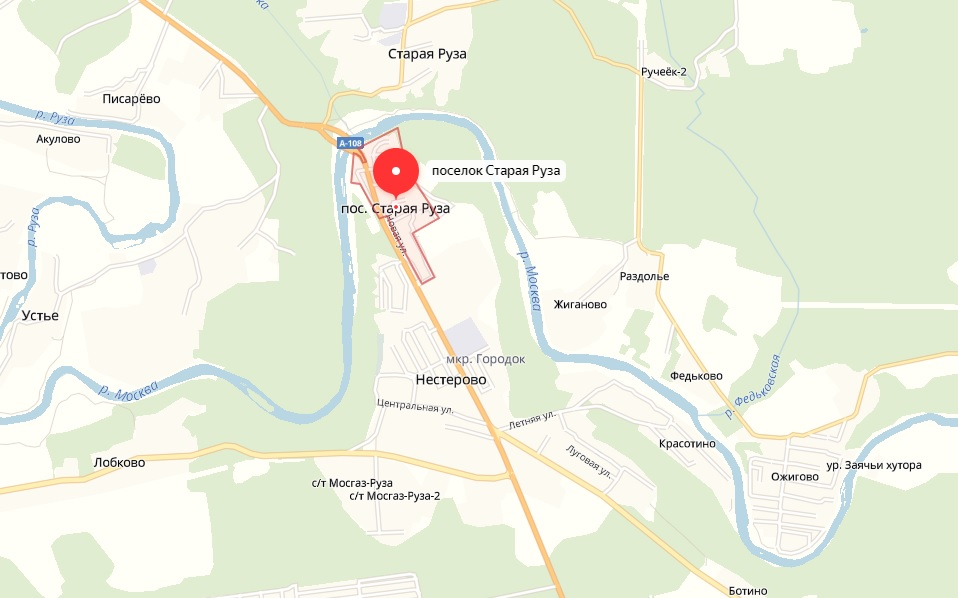 Старая Руза
Ручеёк-2
Писарёво
р. Руза
Акулово
А-108
поселок Старая Руза
пос. Старая Руза
Новая ул.
р. Руза
тово
р. Москва
Раздолье
Жиганово
Устье
мкр. Городок
Нестерово
Федьково
р. Федьковская
р. Москва
Центральная ул.
Летняя ул.
Красотино
Луговая ул.
ур. Заячьи хутора
Лобково
Ожигово
с/т Мосгаз-Руза
с/т Мосгаз-Руза-2
Ботино